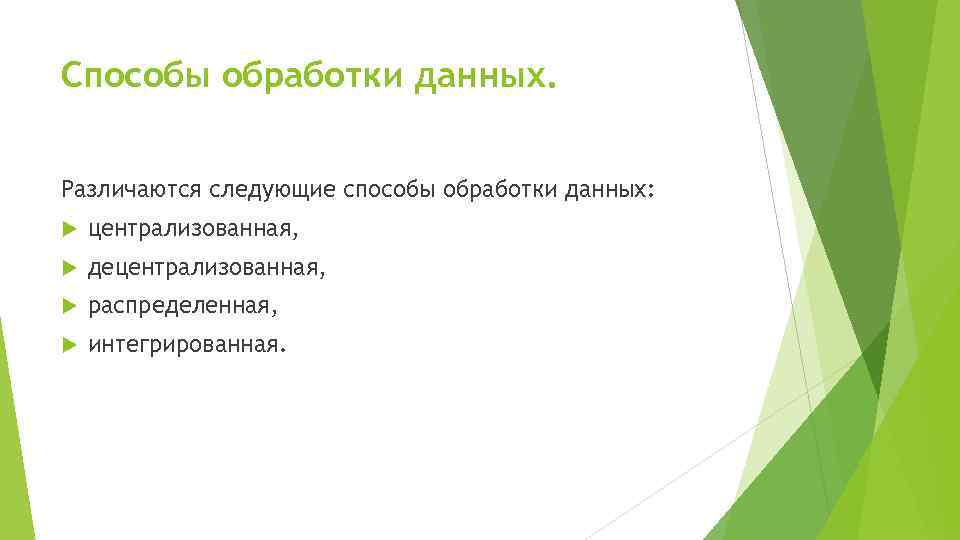 Способы обработки данных.
Различаются следующие способы обработки данных:
централизованная,
децентрализованная,
распределенная,
интегрированная.